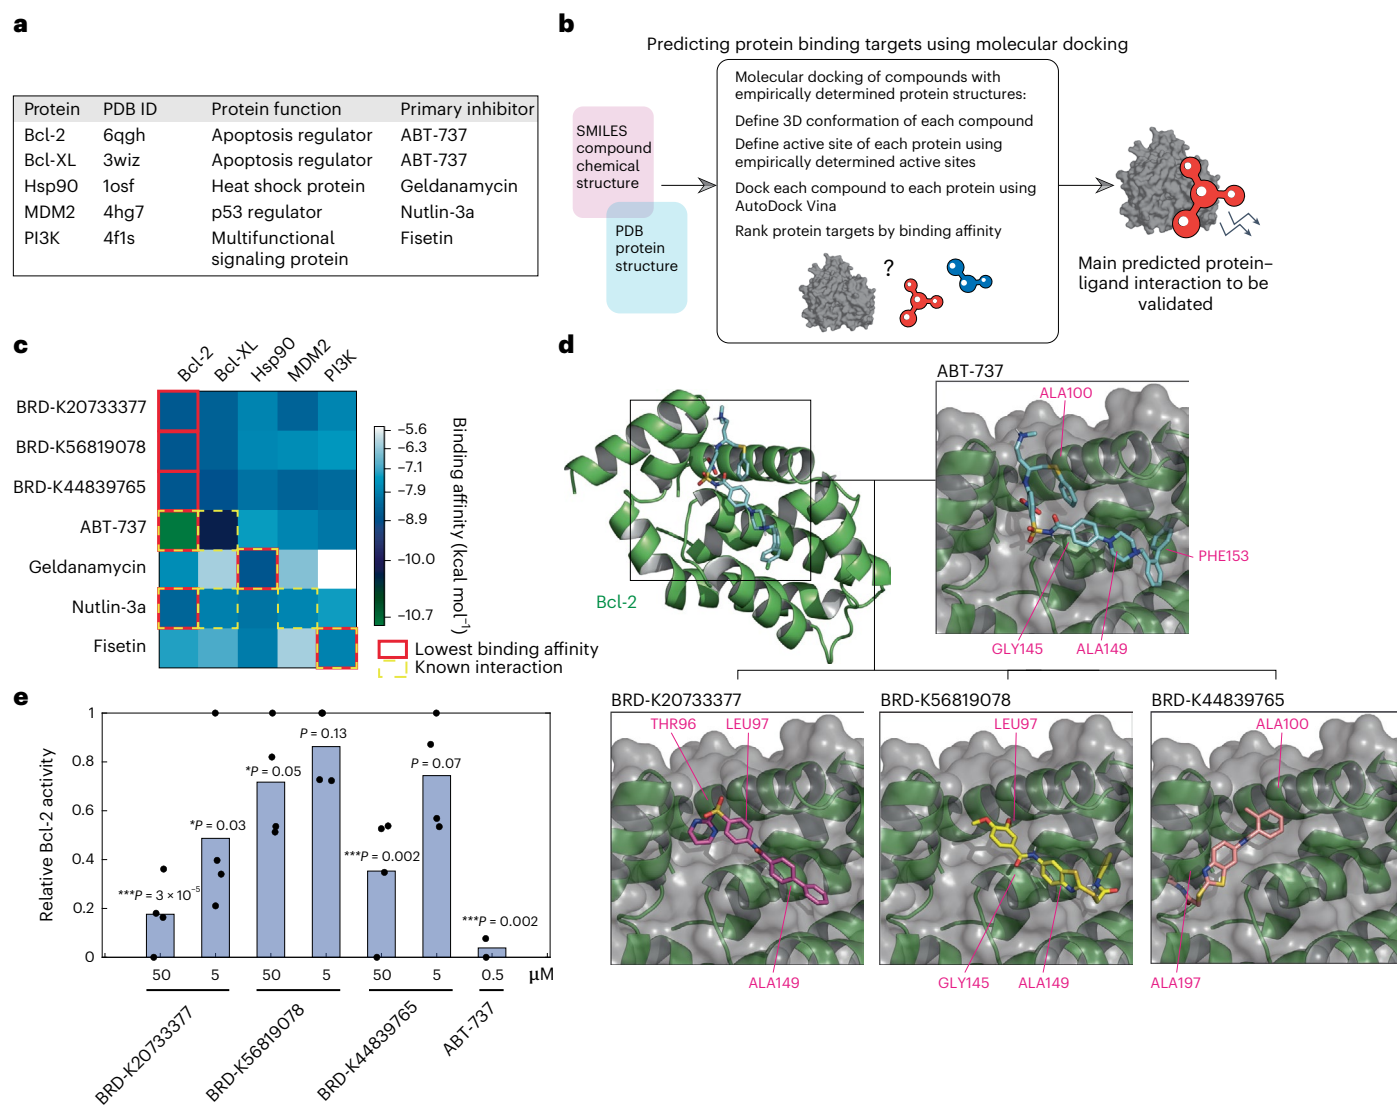 a
Protein PDB ID Protein function Primary inhibitor
Bcl-2 6qgh Apoptosis regulator ABT-737
Bcl-XL 3wiz Apoptosis regulator ABT-737
Hsp90 1osf Heat shock protein Geldanamycin
MDM2 4hg7 p53 regulator Nutlin-3a
PI3K 4f1s Multifunctional Fisetin
signaling protein
b
Predicting protein binding targets using molecular docking
SMILES
compound
chemical
structure
PDB
protein
structure
Molecular docking of compounds with
empirically determined protein structures:
Define 3D conformation of each compound
Define active site of each protein using
empirically determined active sites
Dock each compound to each protein using
AutoDock Vina
Rank protein targets by binding affinity
?
Main predicted protein–
ligand interaction to be
validated
c
Bcl-2 Bcl-XL Hsp90 MDM2 PI3K
BRD-K20733377
BRD-K56819078
BRD-K44839765
ABT-737
Geldanamycin
Nutlin-3a
Fisetin
–5.6
–6.3
–7.1
–7.9
–8.9
–10.0
–10.7
Binding affinity (kcal mol⁻¹)
Lowest binding affinity
Known interaction
d
Bcl-2
ABT-737
ALA100
PHE153
GLY145 ALA149
BRD-K20733377
THR96 LEU97
ALA149
BRD-K56819078
LEU97
GLY145 ALA149
BRD-K44839765
ALA100
ALA197
e
Relative Bcl-2 activity
1
0.8
0.6
0.4
0.2
0
***P = 3 × 10⁻⁵
*P = 0.03
*P = 0.05
P = 0.13
***P = 0.002
P = 0.07
***P = 0.002
50 5 50 5 50 5 0.5 µM
BRD-K20733377
BRD-K56819078
BRD-K44839765
ABT-737